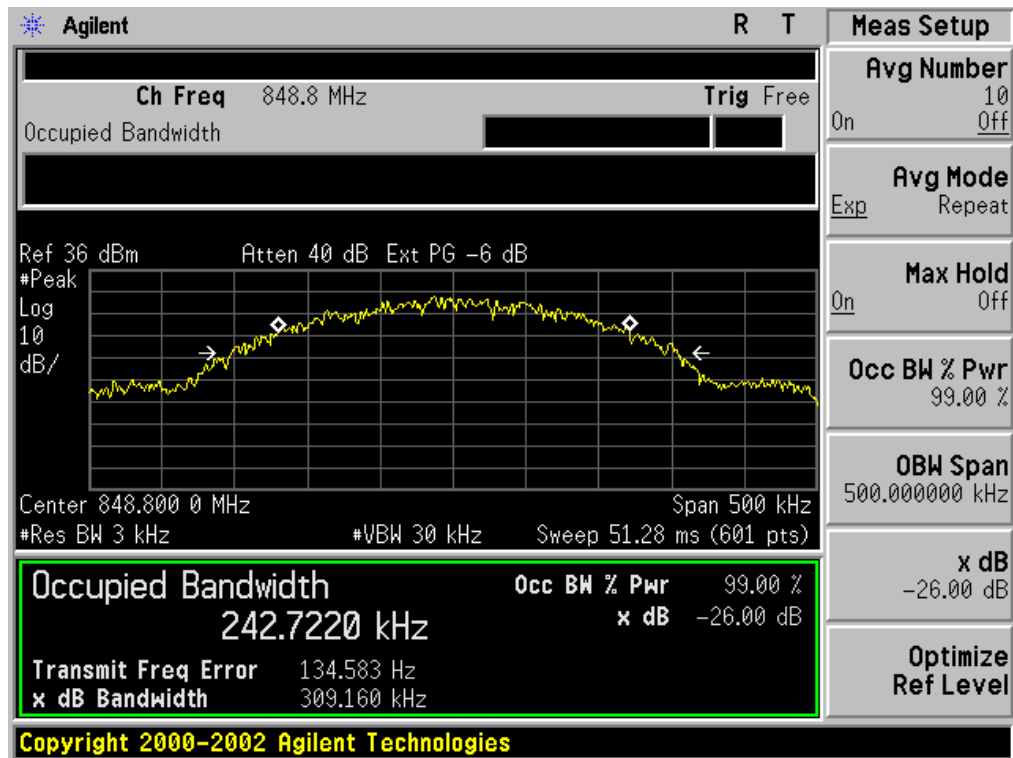 Agilent R T
Ch Freq 848.8 MHz Trig Free
Occupied Bandwidth
Ref 36 dBm Atten 40 dB Ext PG -6 dB
#Peak
Log
10
dB/
Center 848.800 0 MHz Span 500 kHz
#Res BW 3 kHz #VBW 30 kHz Sweep 51.28 ms (601 pts)
Occupied Bandwidth Occ BW % Pwr 99.00 %
242.7220 kHz x dB -26.00 dB
Transmit Freq Error 134.583 Hz
x dB Bandwidth 309.160 kHz
Copyright 2000-2002 Agilent Technologies
Meas Setup
Avg Number
10
On Off
Avg Mode
Exp Repeat
Max Hold
On Off
Occ BW % Pwr
99.00 %
OBW Span
500.000000 kHz
x dB
-26.00 dB
Optimize
Ref Level